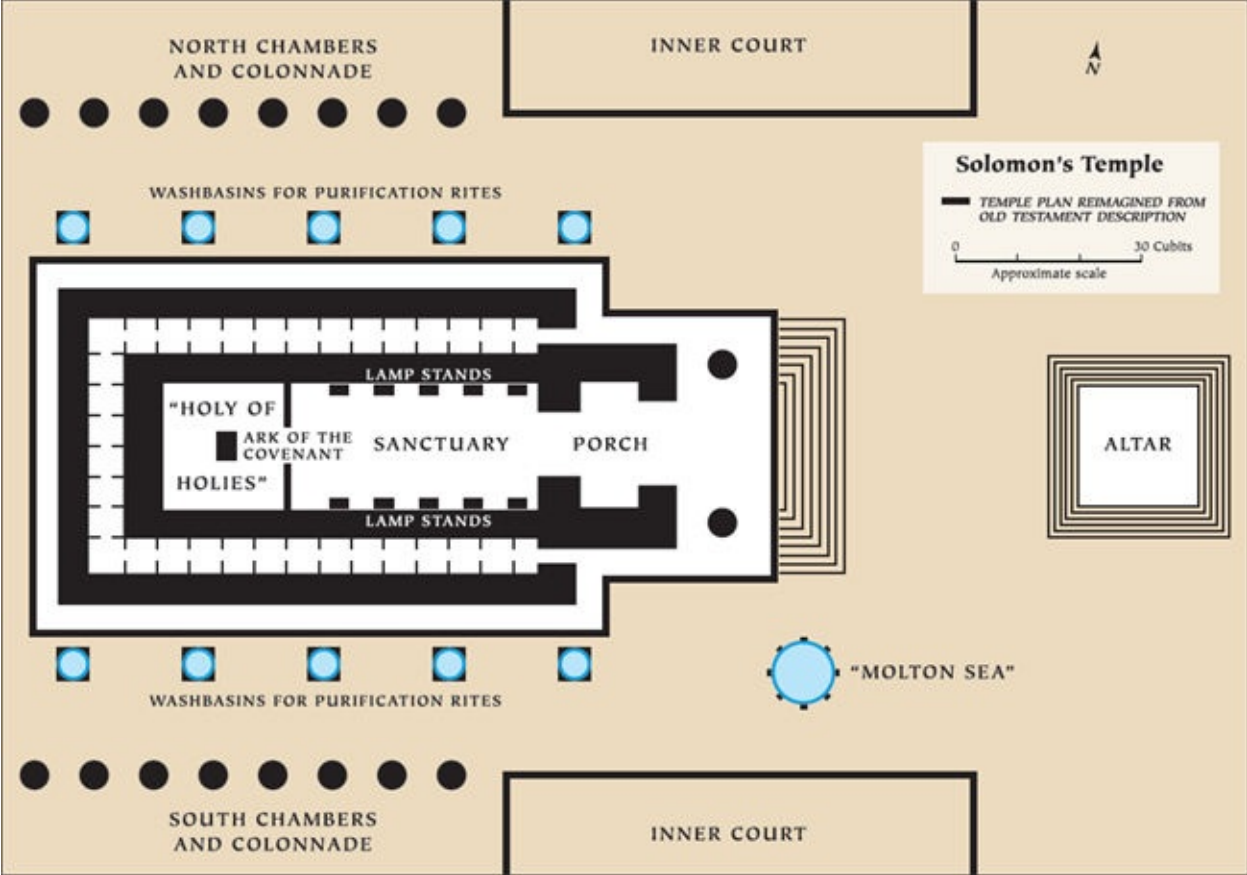 NORTH CHAMBERS
AND COLONNADE
INNER COURT
N
Solomon's Temple
TEMPLE PLAN REIMAGINED FROM
OLD TESTAMENT DESCRIPTION
0 30 Cubits
Approximate scale
WASHBASINS FOR PURIFICATION RITES
LAMP STANDS
"HOLY OF
ARK OF THE
COVENANT
HOLIES"
SANCTUARY
PORCH
ALTAR
LAMP STANDS
"MOLTON SEA"
WASHBASINS FOR PURIFICATION RITES
SOUTH CHAMBERS
AND COLONNADE
INNER COURT